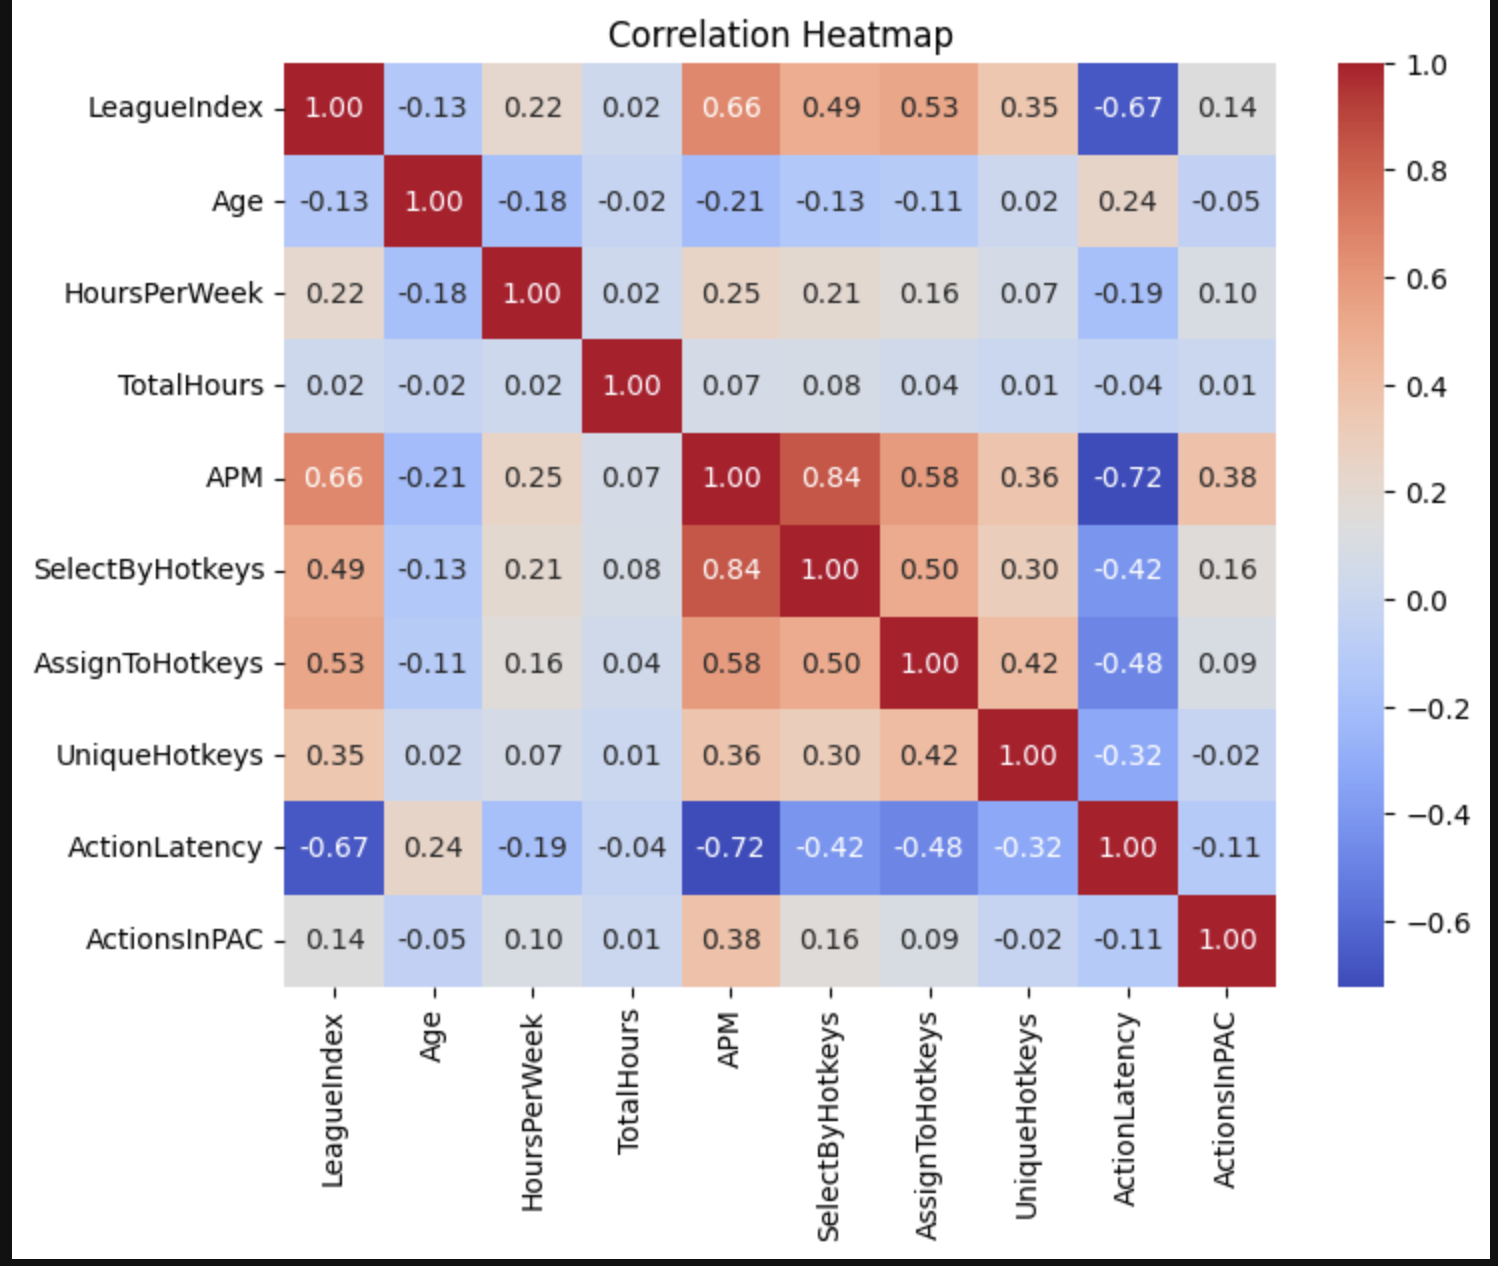 Correlation Heatmap
LeagueIndex 1.00 -0.13 0.22 0.02 0.66 0.49 0.53 0.35 -0.67 0.14
Age -0.13 1.00 -0.18 -0.02 -0.21 -0.13 -0.11 0.02 0.24 -0.05
HoursPerWeek 0.22 -0.18 1.00 0.02 0.25 0.21 0.16 0.07 -0.19 0.10
TotalHours 0.02 -0.02 0.02 1.00 0.07 0.08 0.04 0.01 -0.04 0.01
APM 0.66 -0.21 0.25 0.07 1.00 0.84 0.58 0.36 -0.72 0.38
SelectByHotkeys 0.49 -0.13 0.21 0.08 0.84 1.00 0.50 0.30 -0.42 0.16
AssignToHotkeys 0.53 -0.11 0.16 0.04 0.58 0.50 1.00 0.42 -0.48 0.09
UniqueHotkeys 0.35 0.02 0.07 0.01 0.36 0.30 0.42 1.00 -0.32 -0.02
ActionLatency -0.67 0.24 -0.19 -0.04 -0.72 -0.42 -0.48 -0.32 1.00 -0.11
ActionsInPAC 0.14 -0.05 0.10 0.01 0.38 0.16 0.09 -0.02 -0.11 1.00
LeagueIndex
Age
HoursPerWeek
TotalHours
APM
SelectByHotkeys
AssignToHotkeys
UniqueHotkeys
ActionLatency
ActionsInPAC
1.0
0.8
0.6
0.4
0.2
0.0
−0.2
−0.4
−0.6